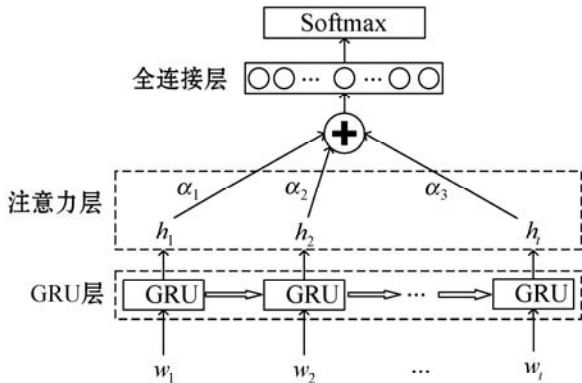 Softmax
全连接层 ... ...
α₁ α₂ α₃
注意力层
h₁ h₂ hₜ
GRU层 GRU GRU ... GRU
w₁ w₂ ... wₜ